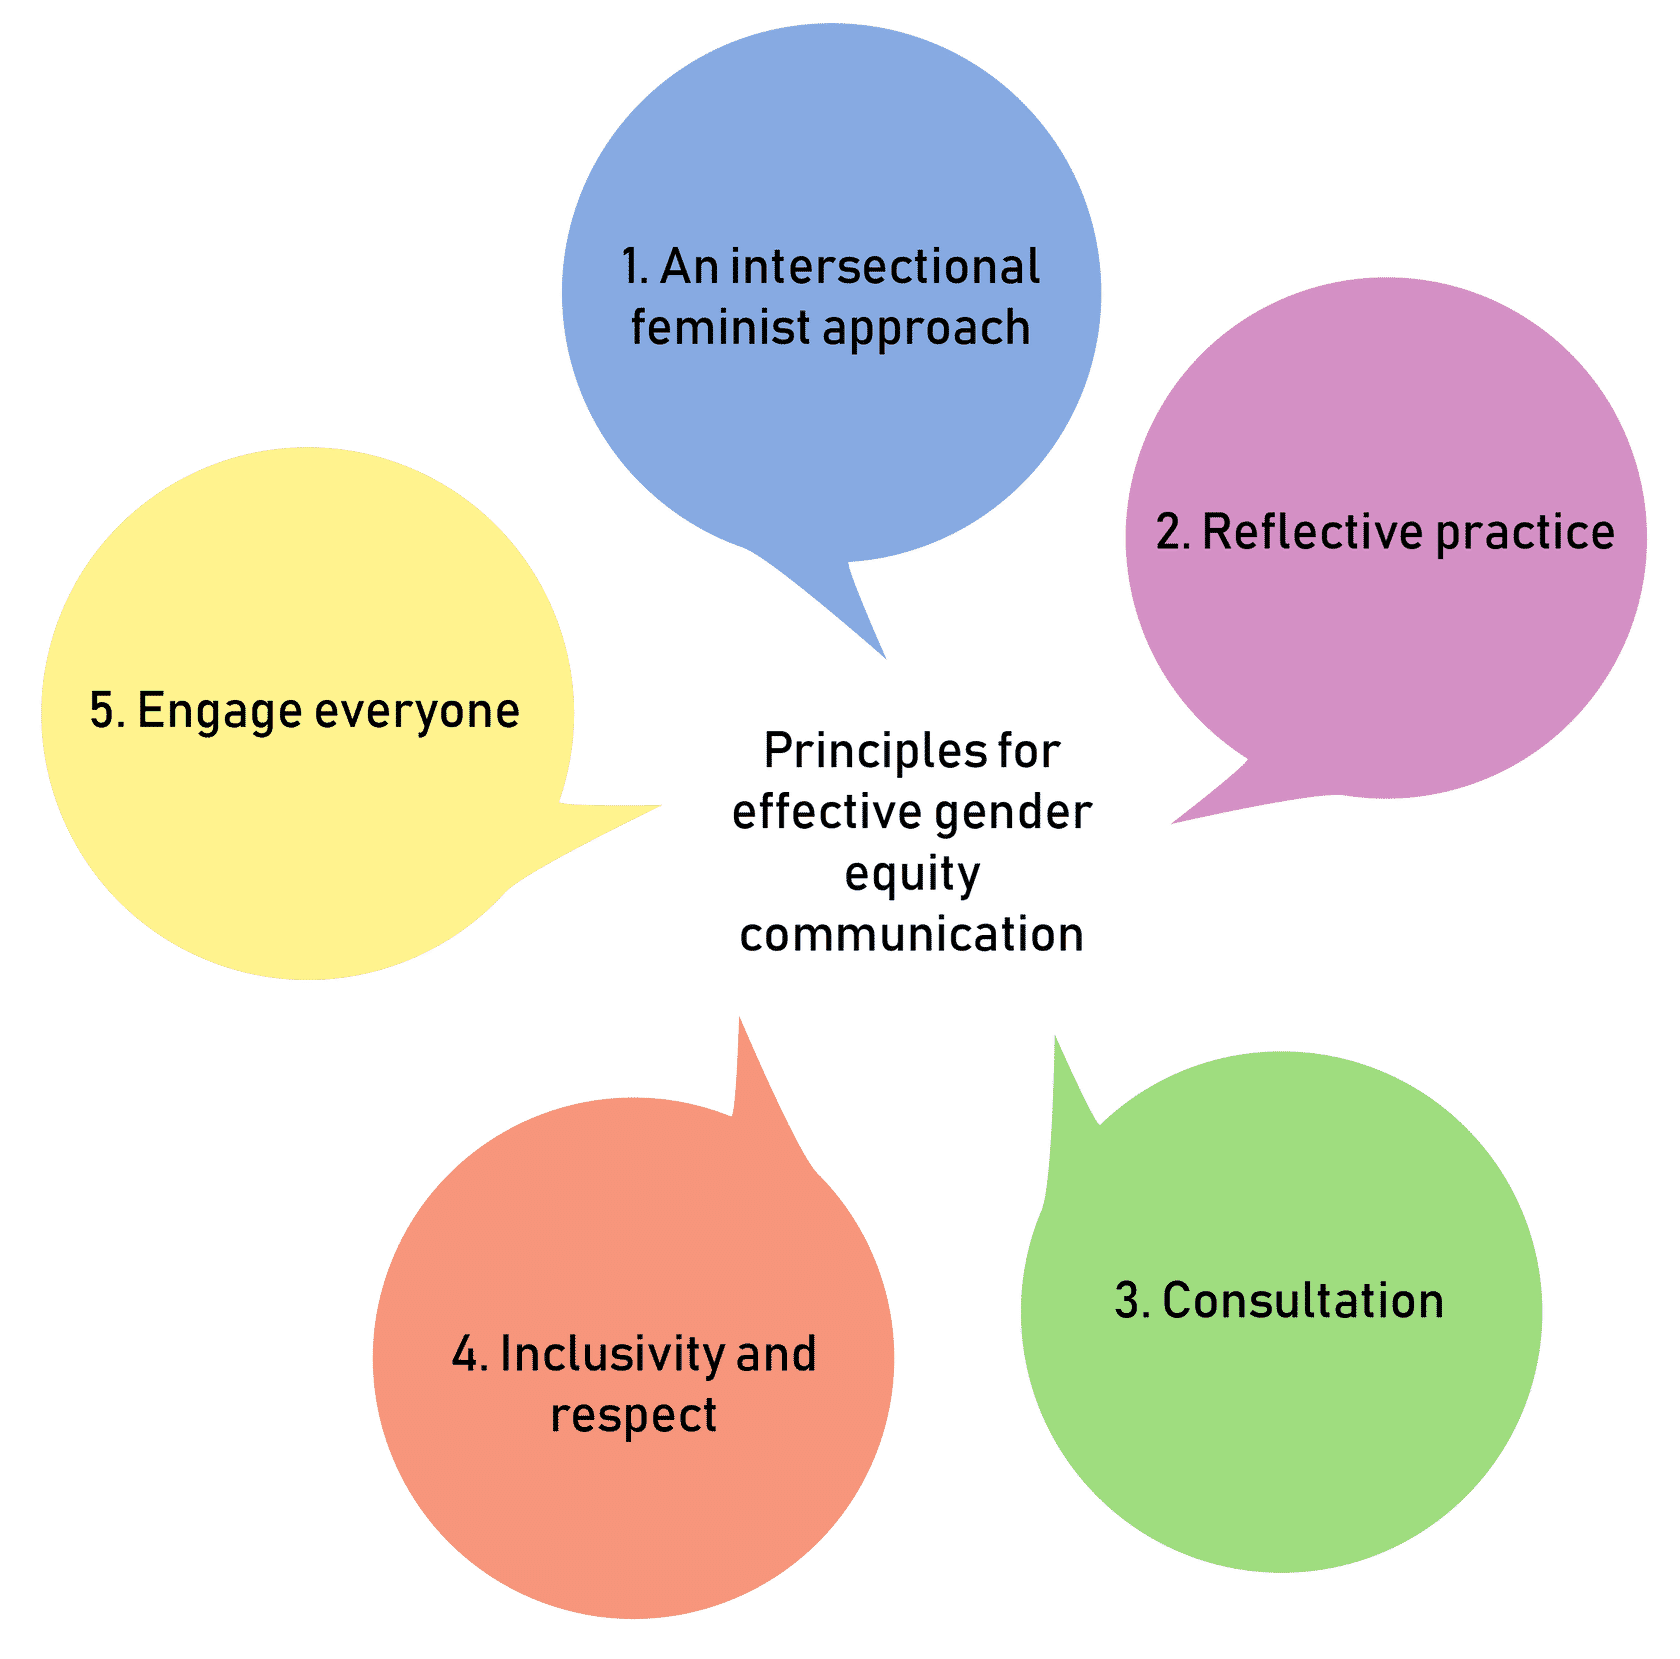 1. An intersectional
feminist approach
2. Reflective practice
5. Engage everyone
Principles for
effective gender
equity
communication
3. Consultation
4. Inclusivity and
respect